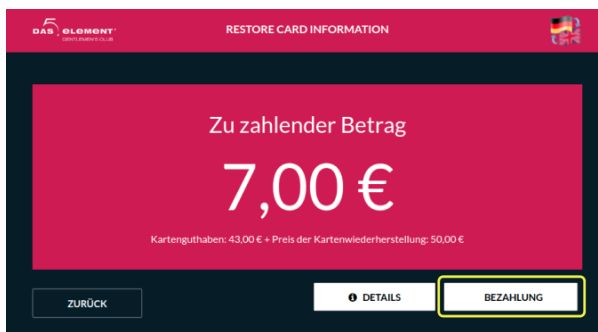 5
DAS element
GENTLEMEN'S CLUB
RESTORE CARD INFORMATION
Zu zahlender Betrag
7,00 €
Kartenguthaben: 43,00 € + Preis der Kartenwiederherstellung: 50,00 €
ZURÜCK
DETAILS
BEZAHLUNG